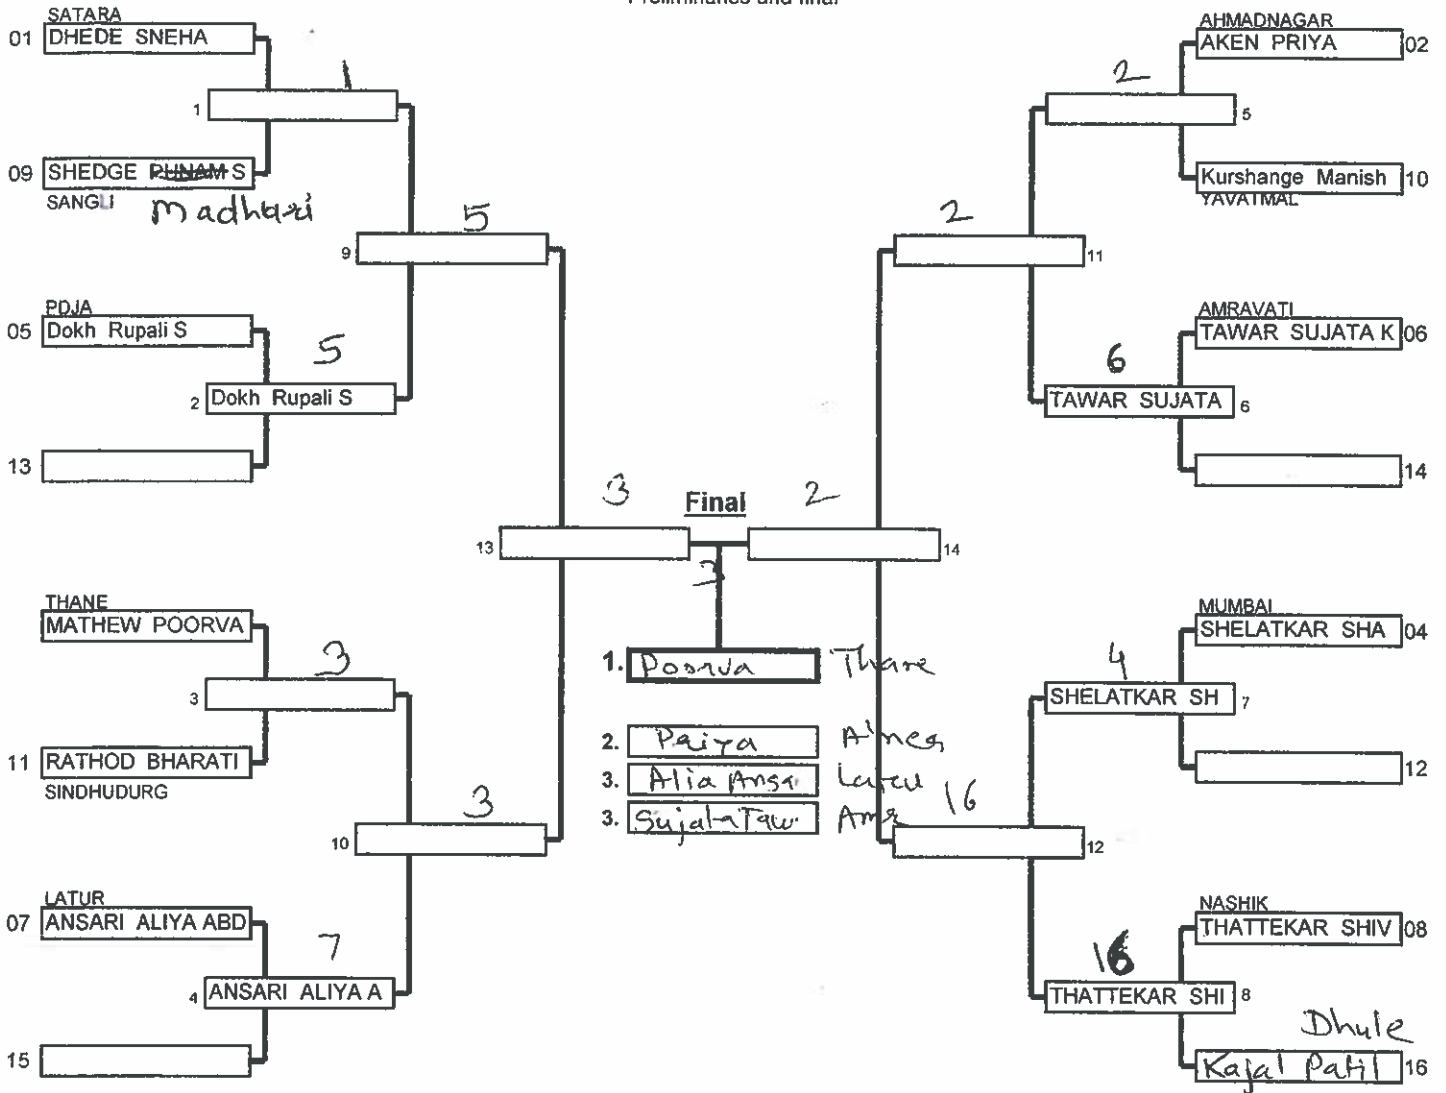 Preliminaries and final
SATARA
01 DHEDE SNEHA
1
1
09 SHEDGE PUNAM S
SANGLI Madhuri
5
9
PDJA
05 Dokh Rupali S
5
2 Dokh Rupali S
13
3
13
THANE
MATHEW POORVA
3
3
11 RATHOD BHARATI
SINDHUDURG
3
10
LATUR
07 ANSARI ALIYA ABD
7
4 ANSARI ALIYA A
15
Final
3
1. Poorva Thane
2. Priya A'nagar
3. Alia Ansa Latu
3. Sujata Taw. Amr
AHMADNAGAR
AKEN PRIYA 02
2
5
Kurshange Manish 10
YAVATMAL
2
11
AMRAVATI
TAWAR SUJATA K 06
6
TAWAR SUJATA 6
14
2
14
MUMBAI
SHELATKAR SHA 04
4
SHELATKAR SH 7
12
16
12
NASHIK
THATTEKAR SHIV 08
16
THATTEKAR SHI 8
Dhule
Kajal Patil 16